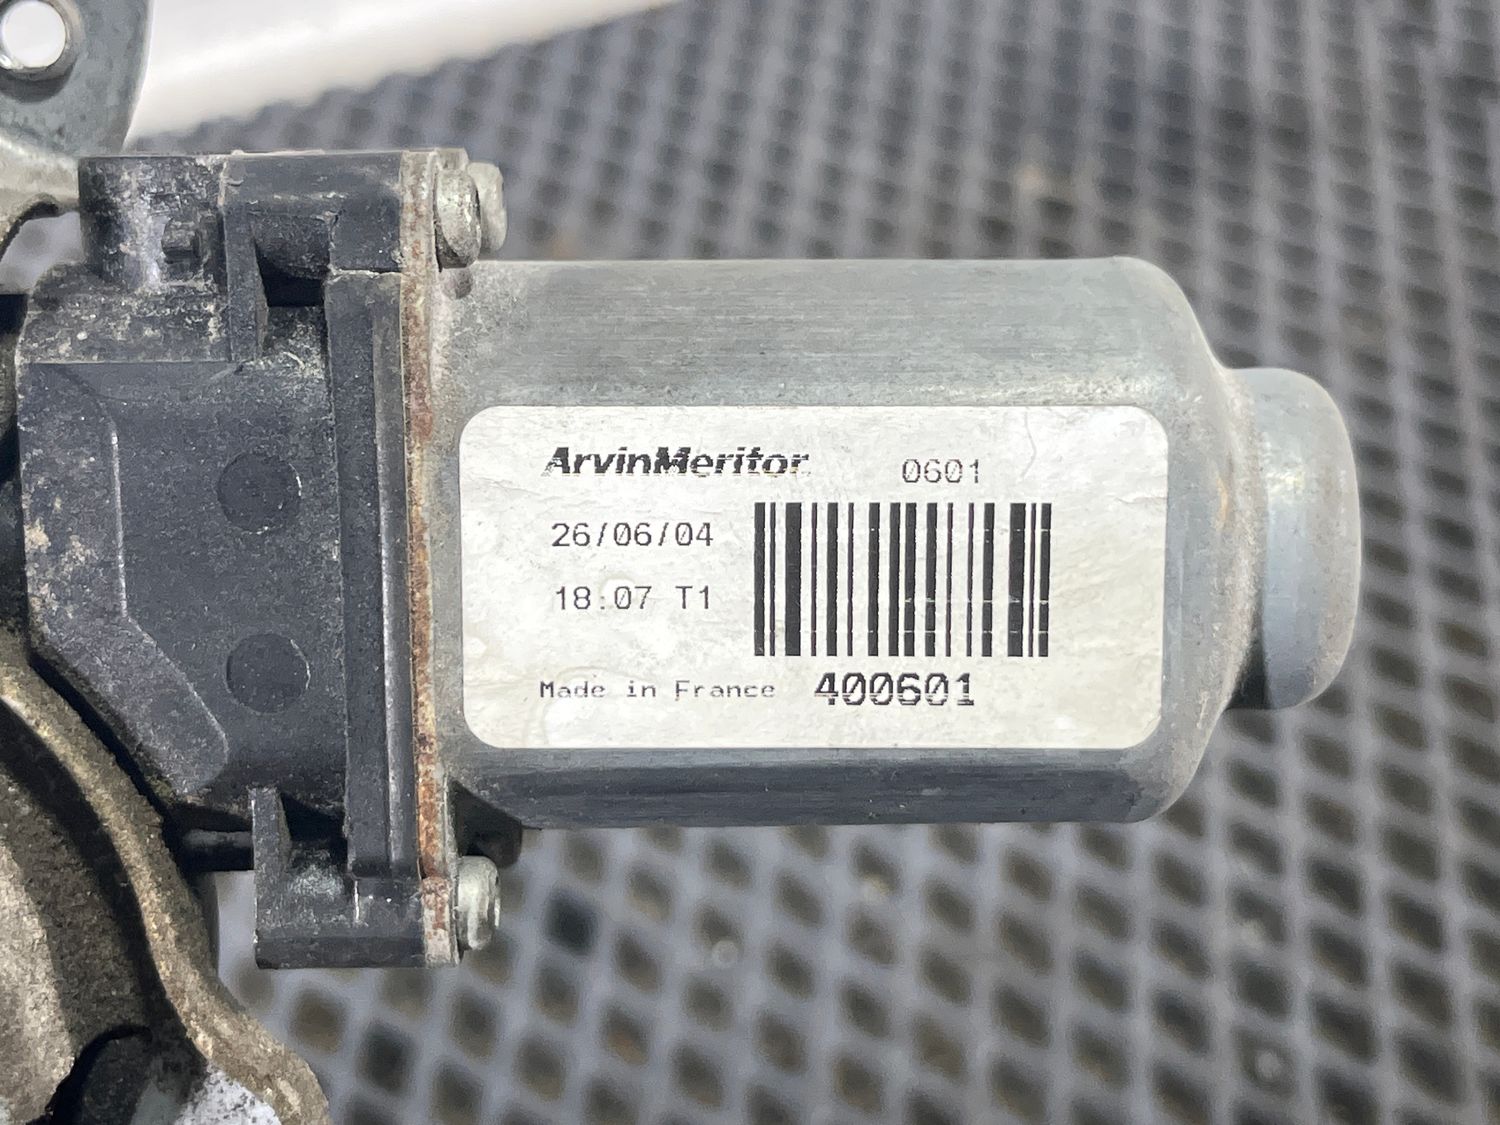 ArvinMeritor 0601
26/06/04
18:07 T1
Made in France 400601